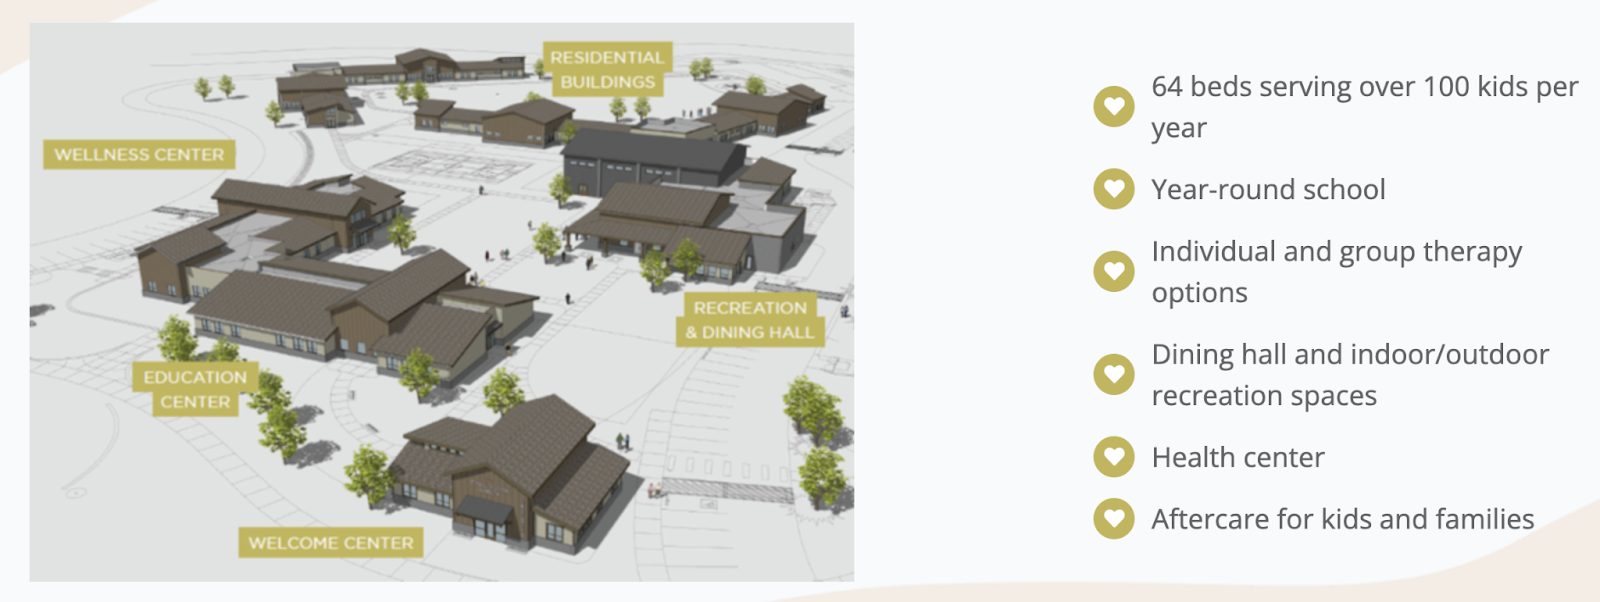 RESIDENTIAL
BUILDINGS
WELLNESS CENTER
RECREATION
& DINING HALL
EDUCATION
CENTER
WELCOME CENTER
64 beds serving over 100 kids per
year
Year-round school
Individual and group therapy
options
Dining hall and indoor/outdoor
recreation spaces
Health center
Aftercare for kids and families